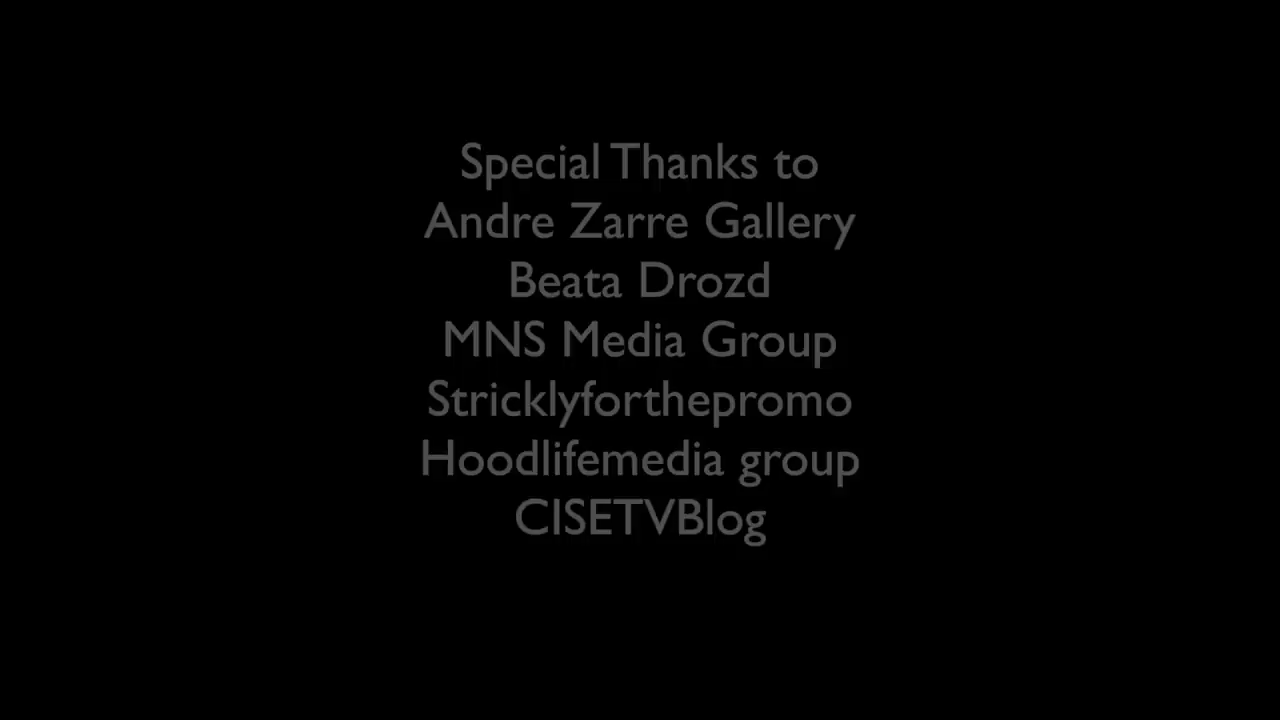 Special Thanks to
Andre Zarre Gallery
Beata Drozd
MNS Media Group
Stricklyforthepromo
Hoodlifemedia group
CISETVBlog